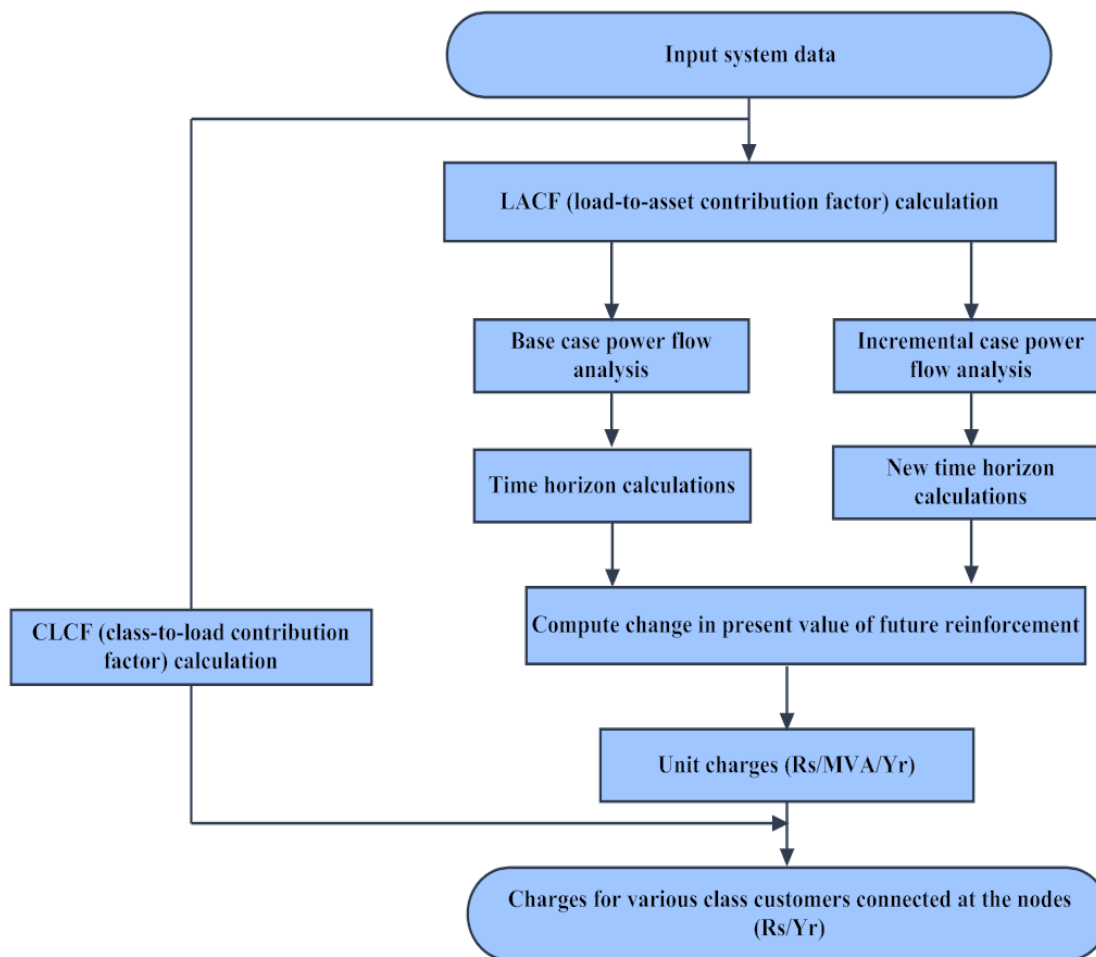 Input system data
LACF (load-to-asset contribution factor) calculation
Base case power flow
analysis
Incremental case power
flow analysis
Time horizon calculations
New time horizon
calculations
CLCF (class-to-load contribution
factor) calculation
Compute change in present value of future reinforcement
Unit charges (Rs/MVA/Yr)
Charges for various class customers connected at the nodes
(Rs/Yr)